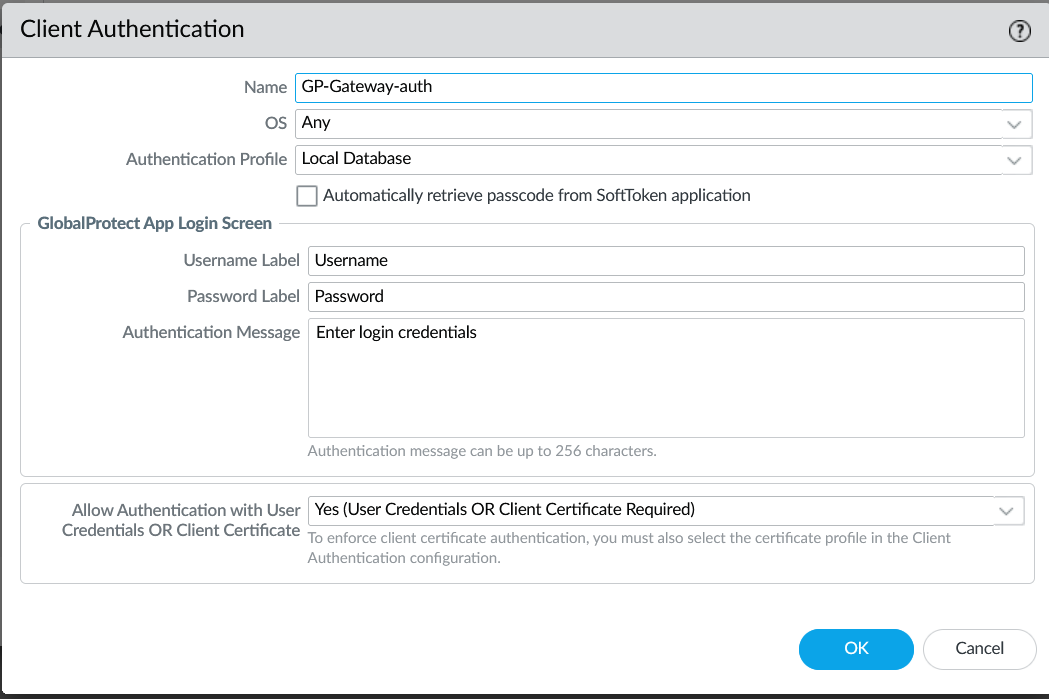 Client Authentication
?
Name GP-Gateway-auth
OS Any
Authentication Profile Local Database
Automatically retrieve passcode from SoftToken application
GlobalProtect App Login Screen
Username Label Username
Password Label Password
Authentication Message Enter login credentials
Authentication message can be up to 256 characters.
Allow Authentication with User
Credentials OR Client Certificate
Yes (User Credentials OR Client Certificate Required)
To enforce client certificate authentication, you must also select the certificate profile in the Client
Authentication configuration.
OK Cancel